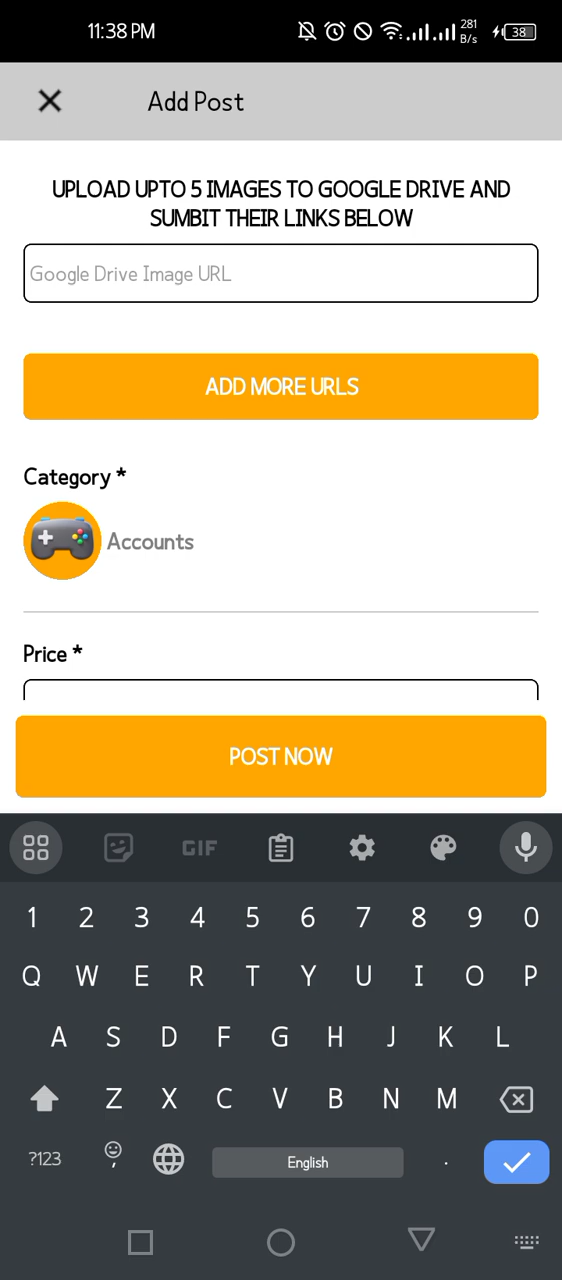 11:38 PM 281 B/s 38
Add Post
UPLOAD UPTO 5 IMAGES TO GOOGLE DRIVE AND
SUMBIT THEIR LINKS BELOW
Google Drive Image URL
ADD MORE URLS
Category *
Accounts
Price *
POST NOW
GIF
1 2 3 4 5 6 7 8 9 0
Q W E R T Y U I O P
A S D F G H J K L
Z X C V B N M
?123 , English .